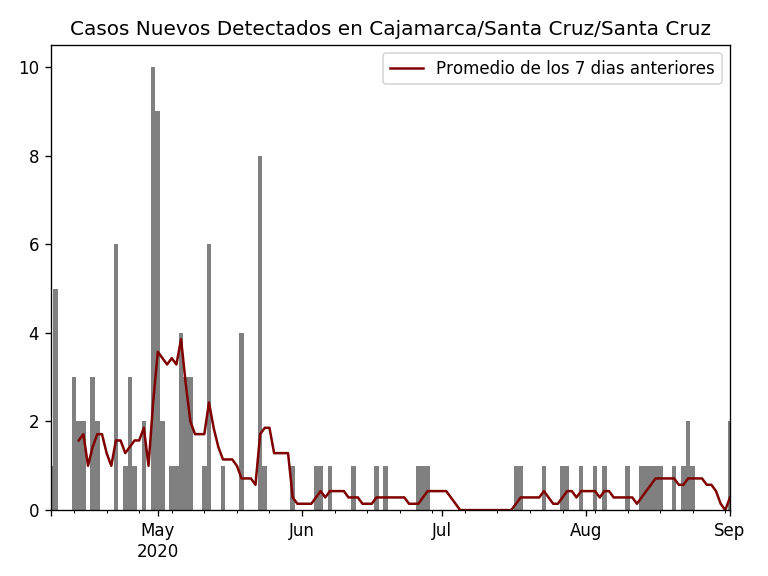 Casos Nuevos Detectados en Cajamarca/Santa Cruz/Santa Cruz
Promedio de los 7 dias anteriores
10
8
6
4
2
0
May Jun Jul Aug Sep
2020